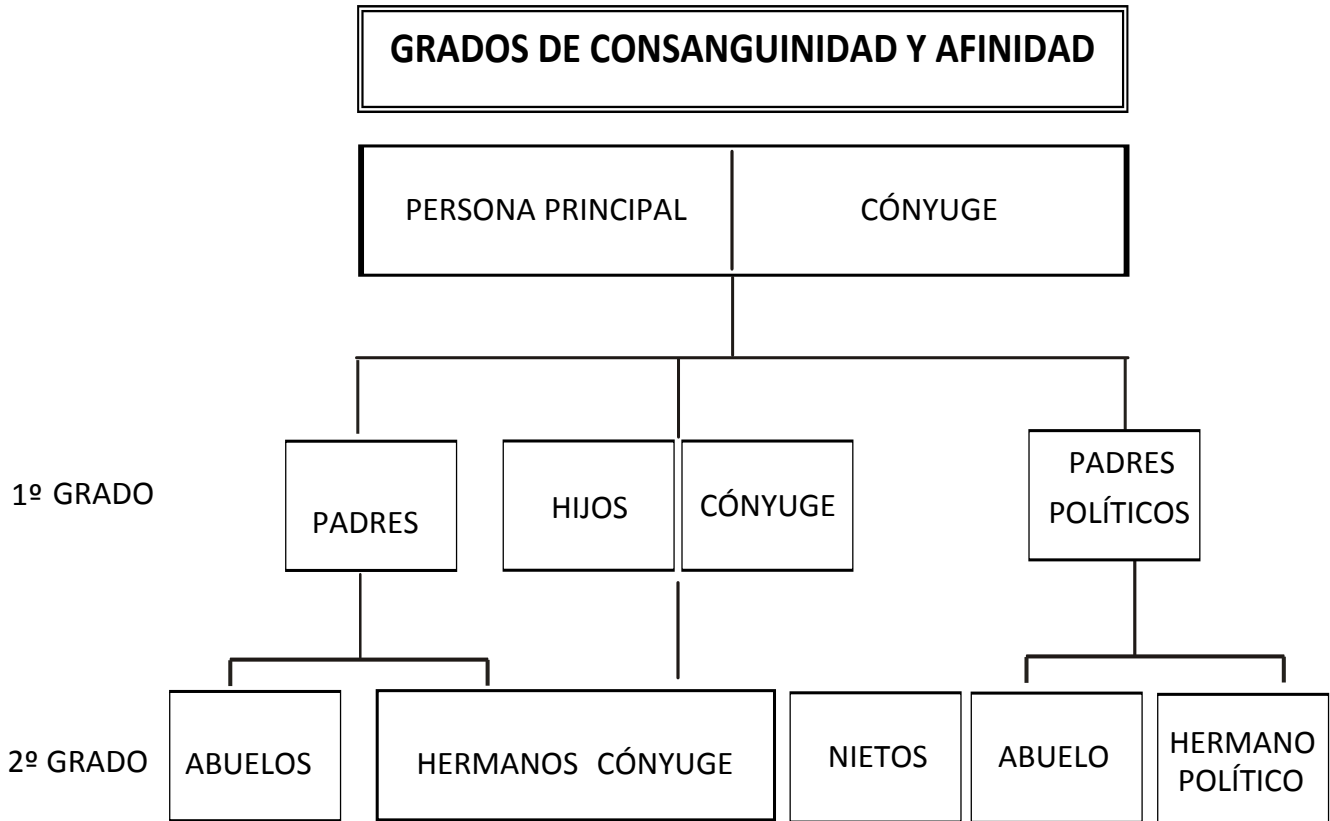 GRADOS DE CONSANGUINIDAD Y AFINIDAD
PERSONA PRINCIPAL
CÓNYUGE
1º GRADO
PADRES
HIJOS
CÓNYUGE
PADRES
POLÍTICOS
2º GRADO
ABUELOS
HERMANOS CÓNYUGE
NIETOS
ABUELO
HERMANO
POLÍTICO